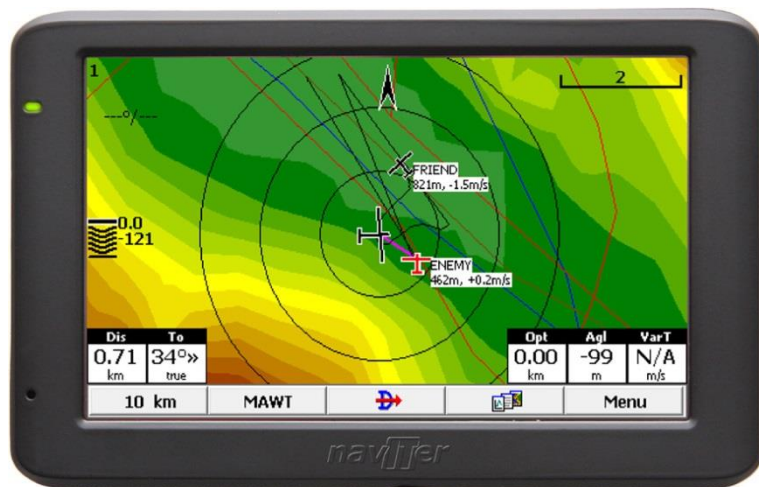 1
2
---°/---
FRIEND
821m, -1.5m/s
0.0
-121
ENEMY
462m, +0.2m/s
Dis
To
0.71
34°»
km
true
Opt
Agl
VarT
0.00
-99
N/A
km
m
m/s
10 km
MAWT
Menu
naviter